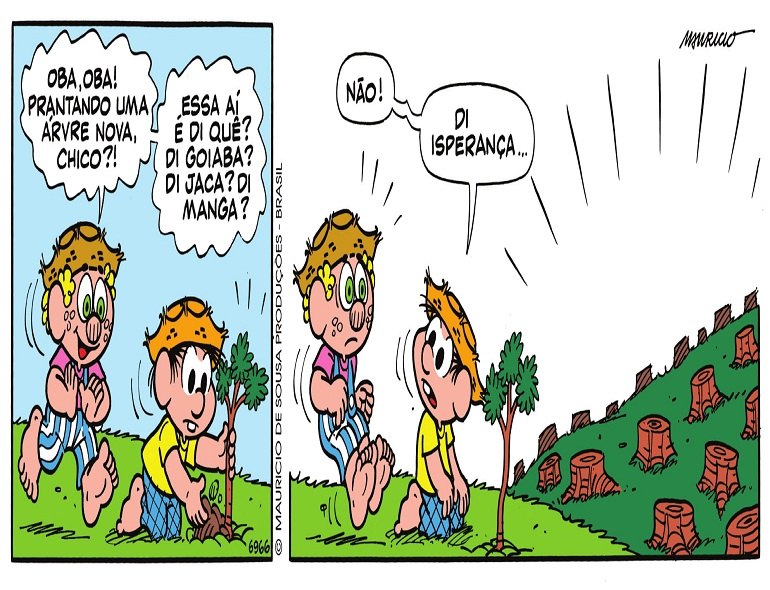 OBA, OBA!
PRANTANDO UMA
ÁRVRE NOVA,
CHICO?!
ESSA AÍ
É DI QUÊ?
DI GOIABA?
DI JACA? DI
MANGA?
6966
© MAURICIO DE SOUSA PRODUÇÕES - BRASIL
NÃO!
DI
ISPERANÇA...
MAURICIO